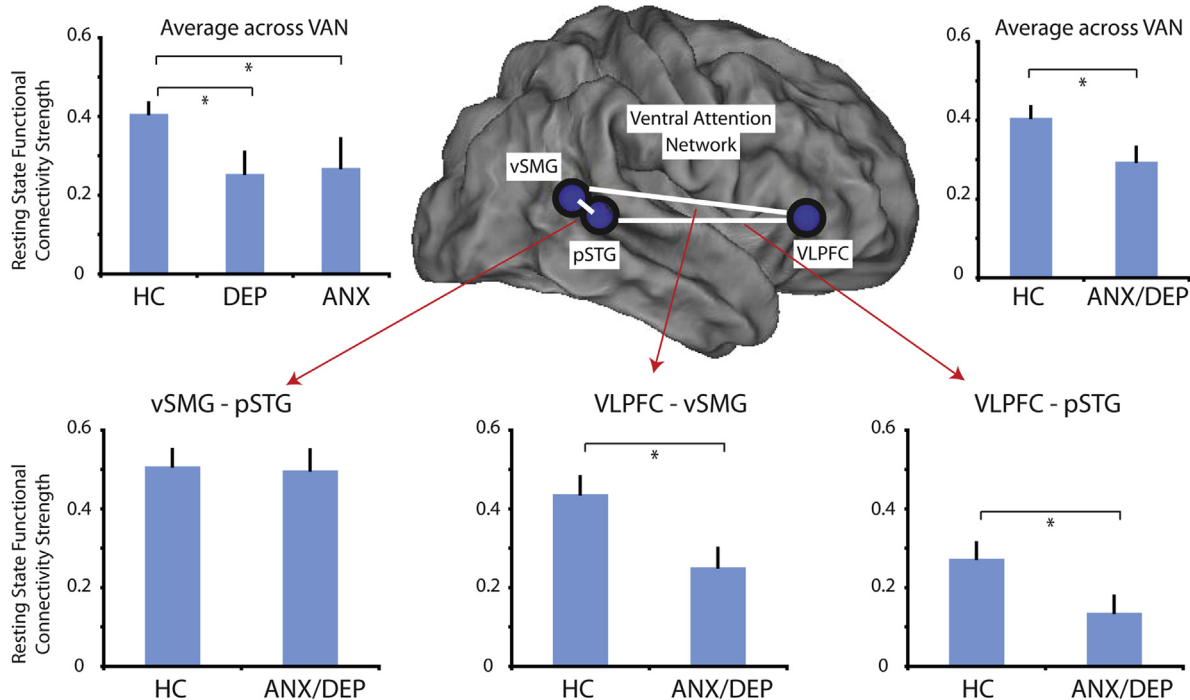 Average across VAN
0.6
0.4
0.2
0
Resting State Functional
Connectivity Strength
*
*
HC DEP ANX
Ventral Attention
Network
vSMG
pSTG
VLPFC
Average across VAN
0.6
0.4
0.2
0
*
HC ANX/DEP
vSMG - pSTG
0.6
0.4
0.2
0
Resting State Functional
Connectivity Strength
HC ANX/DEP
VLPFC - vSMG
0.6
0.4
0.2
0
*
HC ANX/DEP
VLPFC - pSTG
0.6
0.4
0.2
0
*
HC ANX/DEP